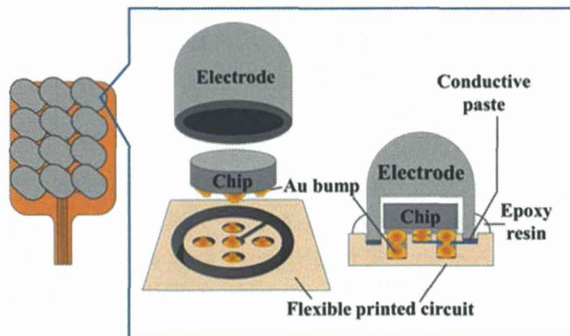 Electrode
Chip
Au bump
Flexible printed circuit
Conductive
paste
Electrode
Chip
Epoxy
resin